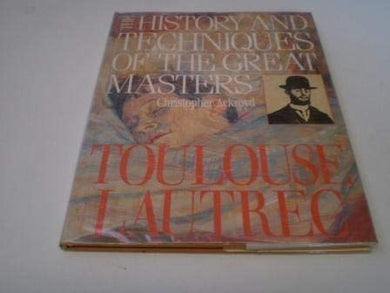 THE HISTORY AND
TECHNIQUES
OF THE GREAT
MASTERS
Christopher Ackroyd
TOULOUSE
LAUTREC